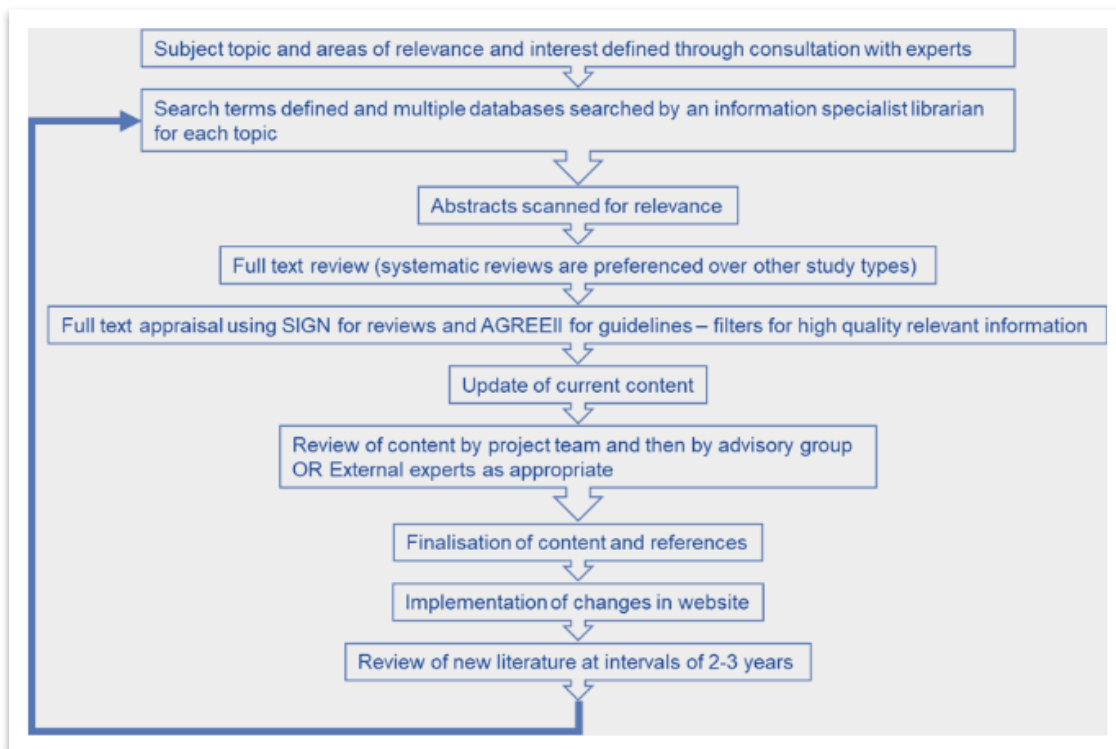 Subject topic and areas of relevance and interest defined through consultation with experts
Search terms defined and multiple databases searched by an information specialist librarian
for each topic
Abstracts scanned for relevance
Full text review (systematic reviews are preferenced over other study types)
Full text appraisal using SIGN for reviews and AGREEII for guidelines – filters for high quality relevant information
Update of current content
Review of content by project team and then by advisory group
OR External experts as appropriate
Finalisation of content and references
Implementation of changes in website
Review of new literature at intervals of 2-3 years